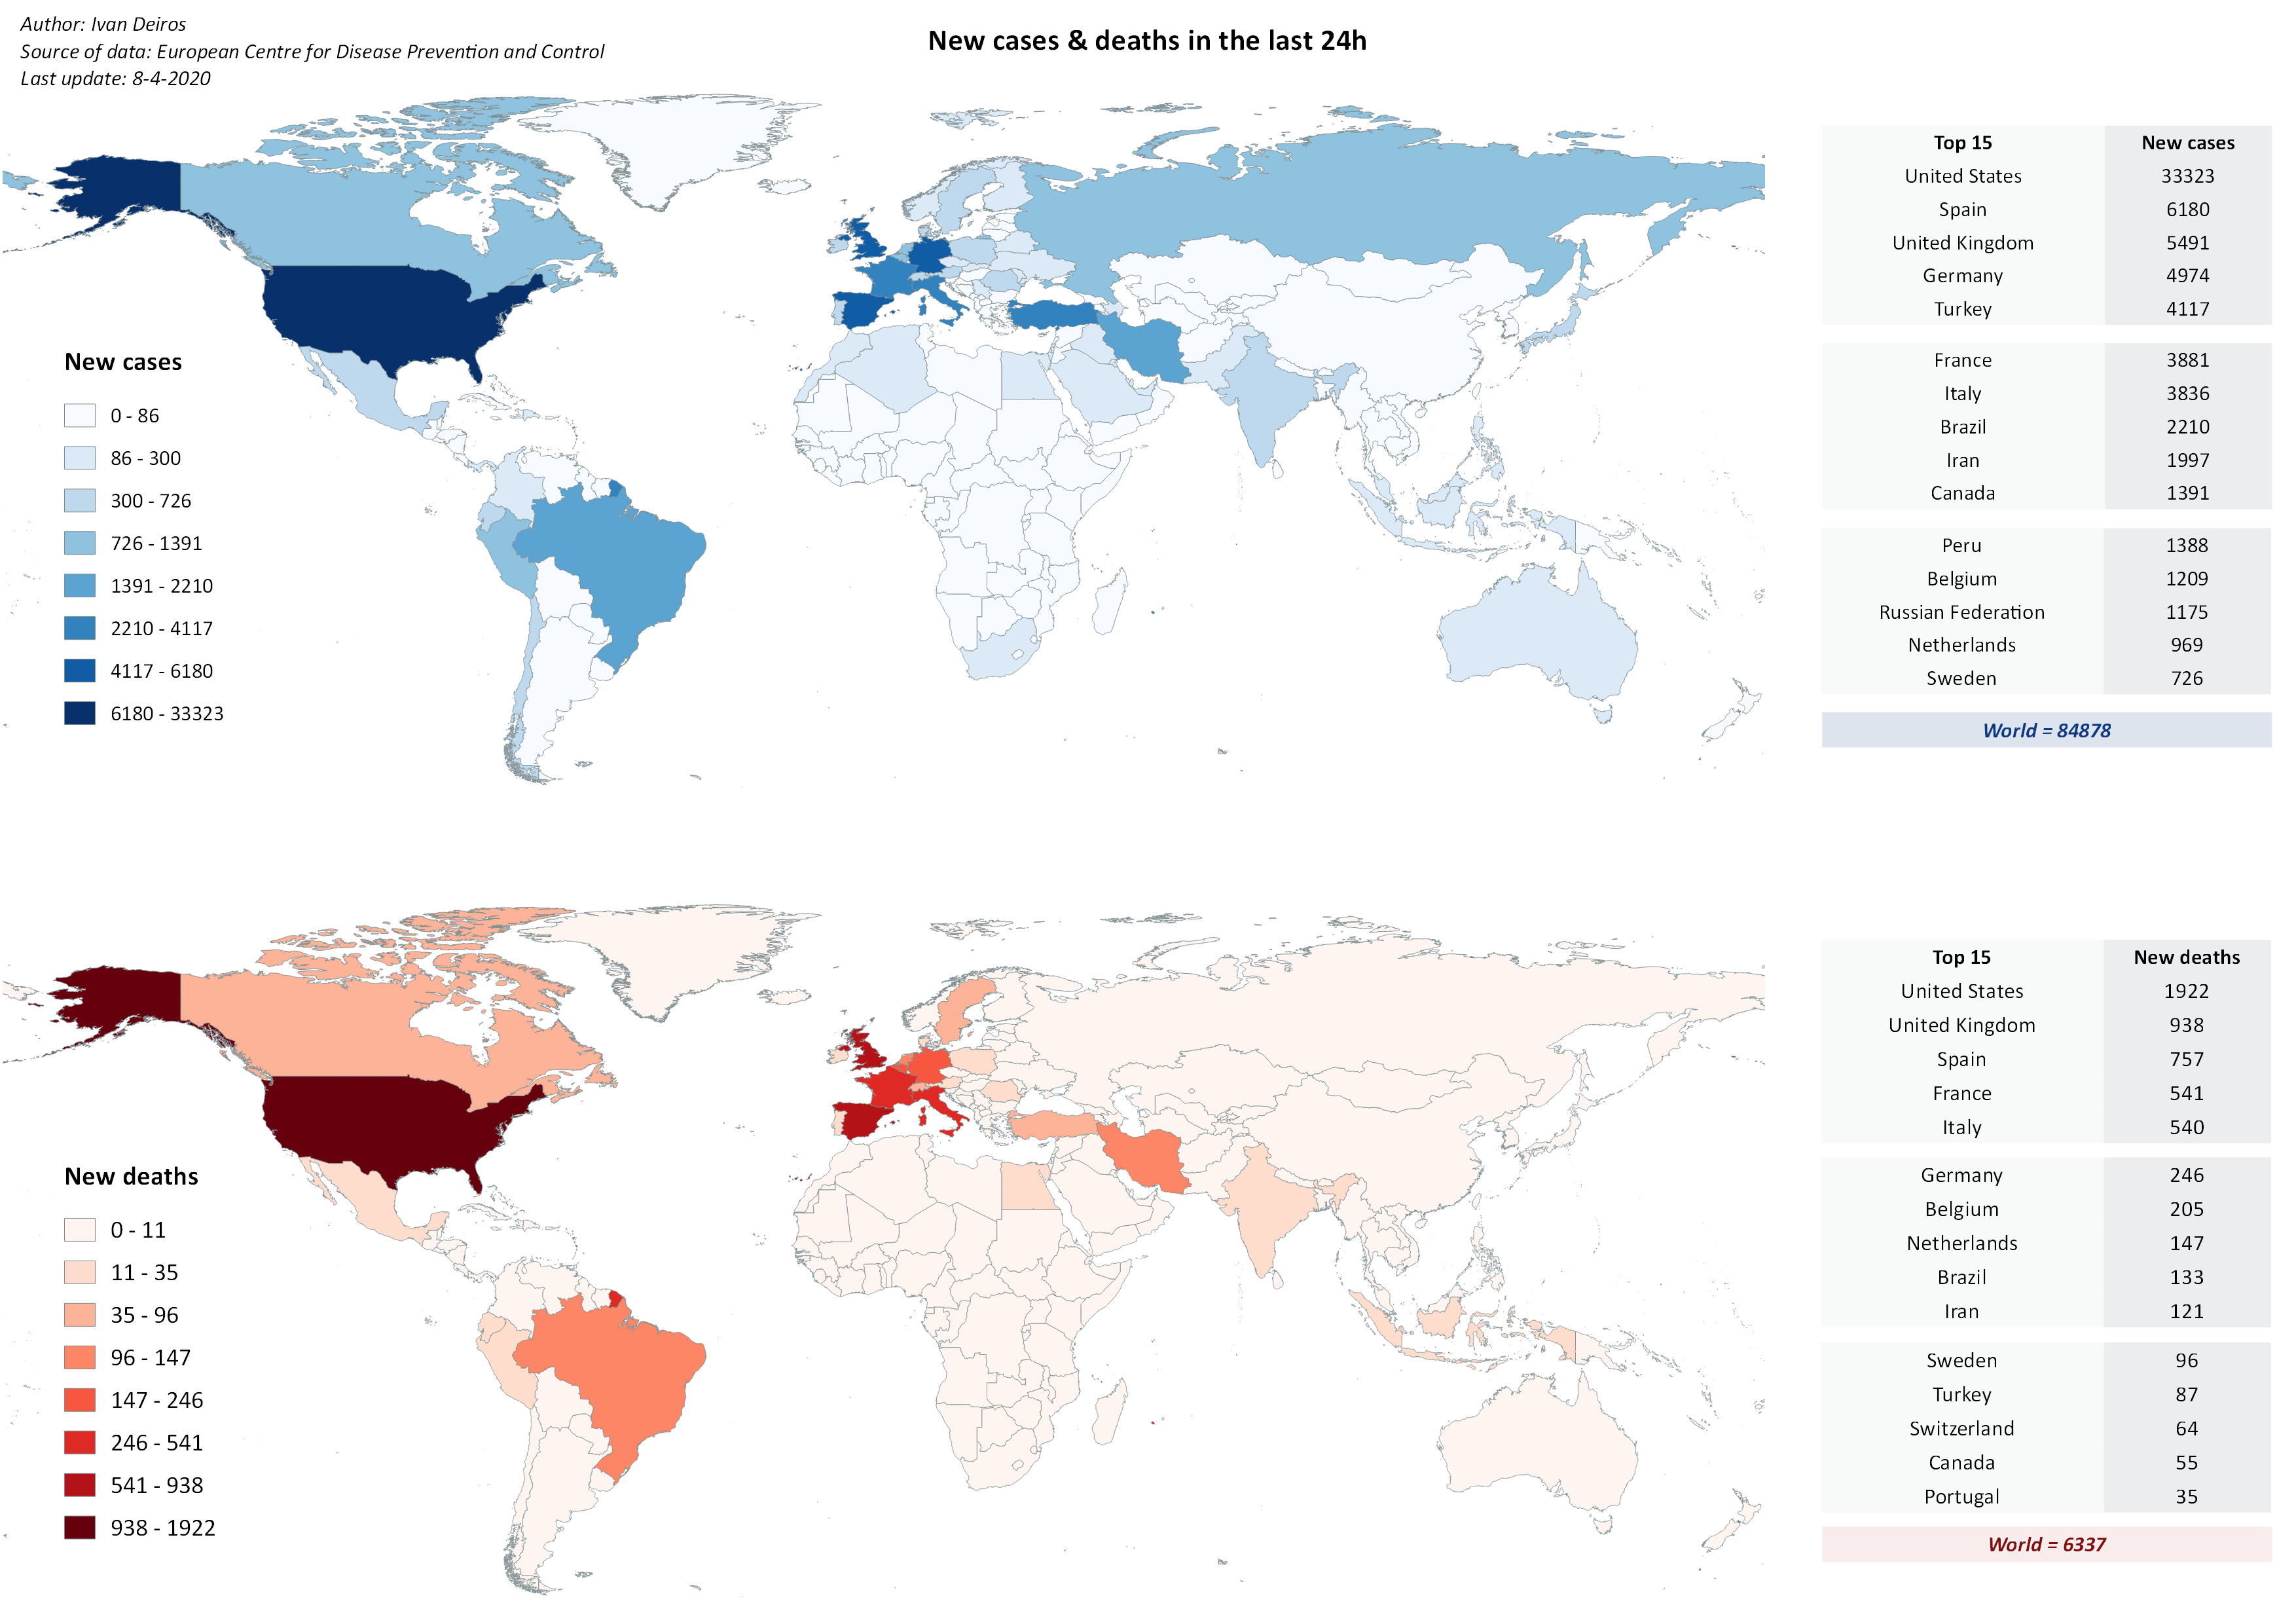 Author: Ivan Deiros
Source of data: European Centre for Disease Prevention and Control
Last update: 8-4-2020
New cases & deaths in the last 24h
New cases
0 - 86
86 - 300
300 - 726
726 - 1391
1391 - 2210
2210 - 4117
4117 - 6180
6180 - 33323
Top 15 New cases
United States 33323
Spain 6180
United Kingdom 5491
Germany 4974
Turkey 4117
France 3881
Italy 3836
Brazil 2210
Iran 1997
Canada 1391
Peru 1388
Belgium 1209
Russian Federation 1175
Netherlands 969
Sweden 726
World = 84878
New deaths
0 - 11
11 - 35
35 - 96
96 - 147
147 - 246
246 - 541
541 - 938
938 - 1922
Top 15 New deaths
United States 1922
United Kingdom 938
Spain 757
France 541
Italy 540
Germany 246
Belgium 205
Netherlands 147
Brazil 133
Iran 121
Sweden 96
Turkey 87
Switzerland 64
Canada 55
Portugal 35
World = 6337